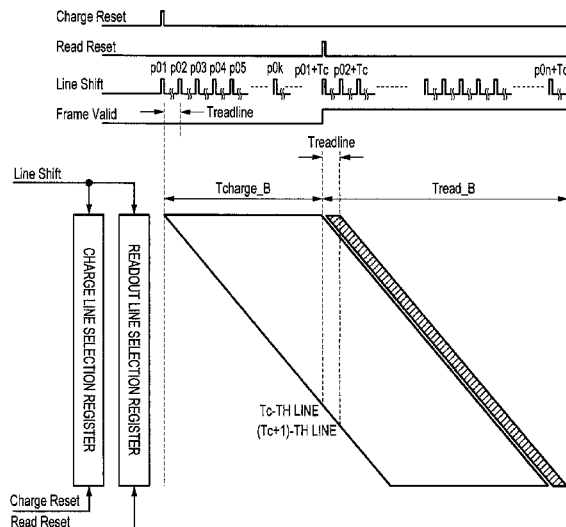 Charge Reset
Read Reset
p01 p02 p03 p04 p05 p0k p01+Tc p02+Tc p0n+Tc
Line Shift
Frame Valid
Treadline
Treadline
Line Shift
Tcharge_B
Tread_B
CHARGE LINE SELECTION REGISTER
READOUT LINE SELECTION REGISTER
Tc-TH LINE
(Tc+1)-TH LINE
Charge Reset
Read Reset